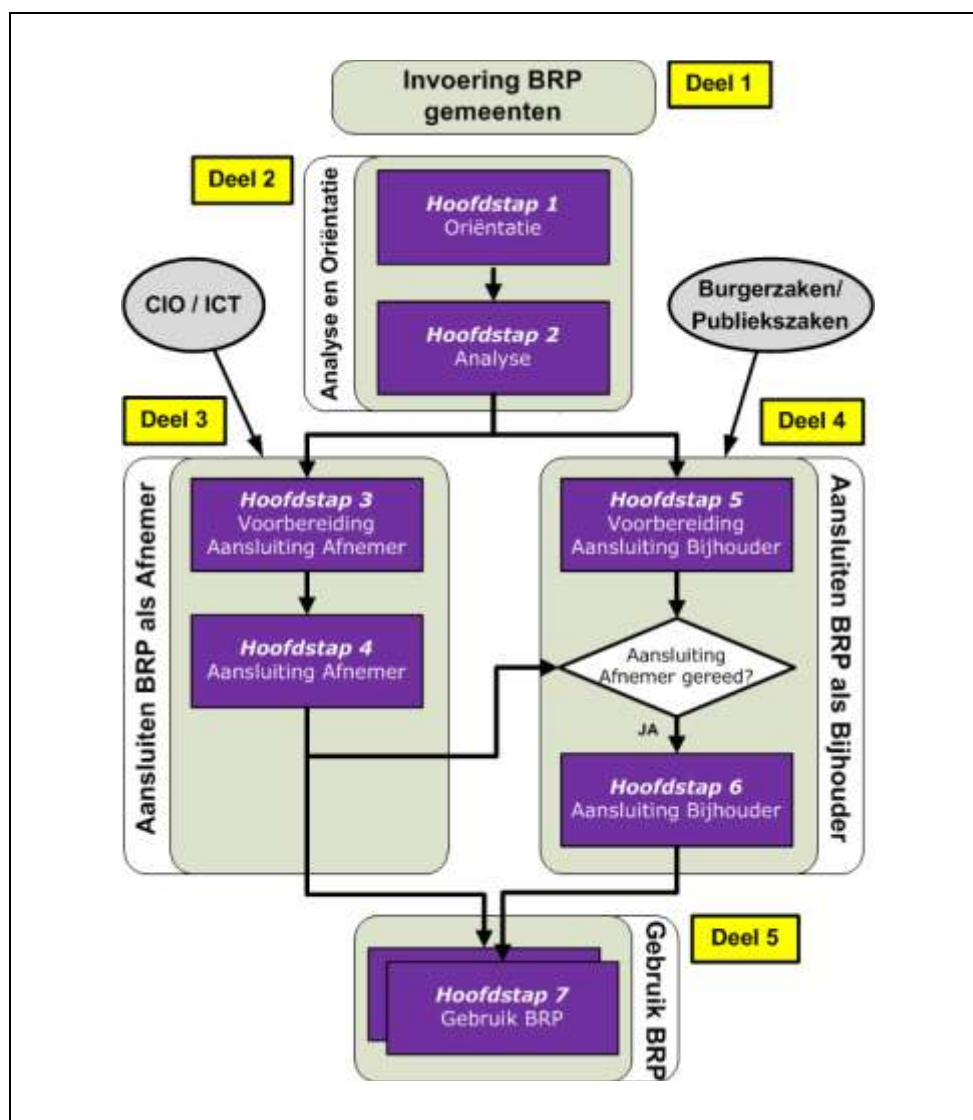 Invoering BRP
gemeenten
Deel 1
Deel 2
Analyse en Oriëntatie
Hoofdstap 1
Oriëntatie
Hoofdstap 2
Analyse
CIO / ICT
Burgerzaken/
Publiekszaken
Deel 3
Deel 4
Aansluiten BRP als Afnemer
Hoofdstap 3
Voorbereiding
Aansluiting Afnemer
Hoofdstap 4
Aansluiting Afnemer
Hoofdstap 5
Voorbereiding
Aansluiting Bijhouder
Aansluiting
Afnemer gereed?
JA
Hoofdstap 6
Aansluiting Bijhouder
Aansluiten BRP als Bijhouder
Deel 5
Hoofdstap 7
Gebruik BRP
Gebruik BRP